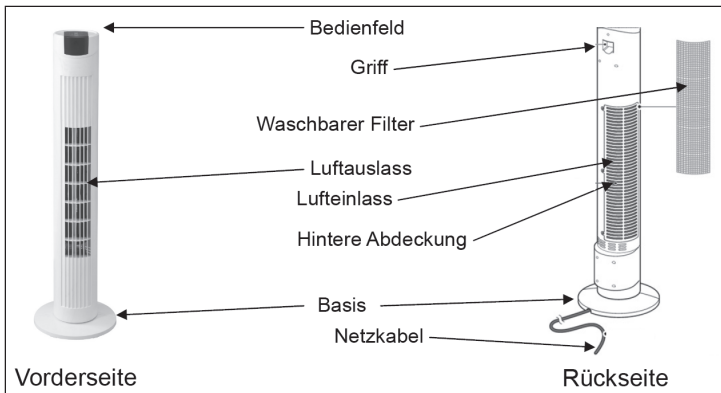 Bedienfeld
Griff
Waschbarer Filter
Luftauslass
Lufteinlass
Hintere Abdeckung
Basis
Netzkabel
Vorderseite
Rückseite